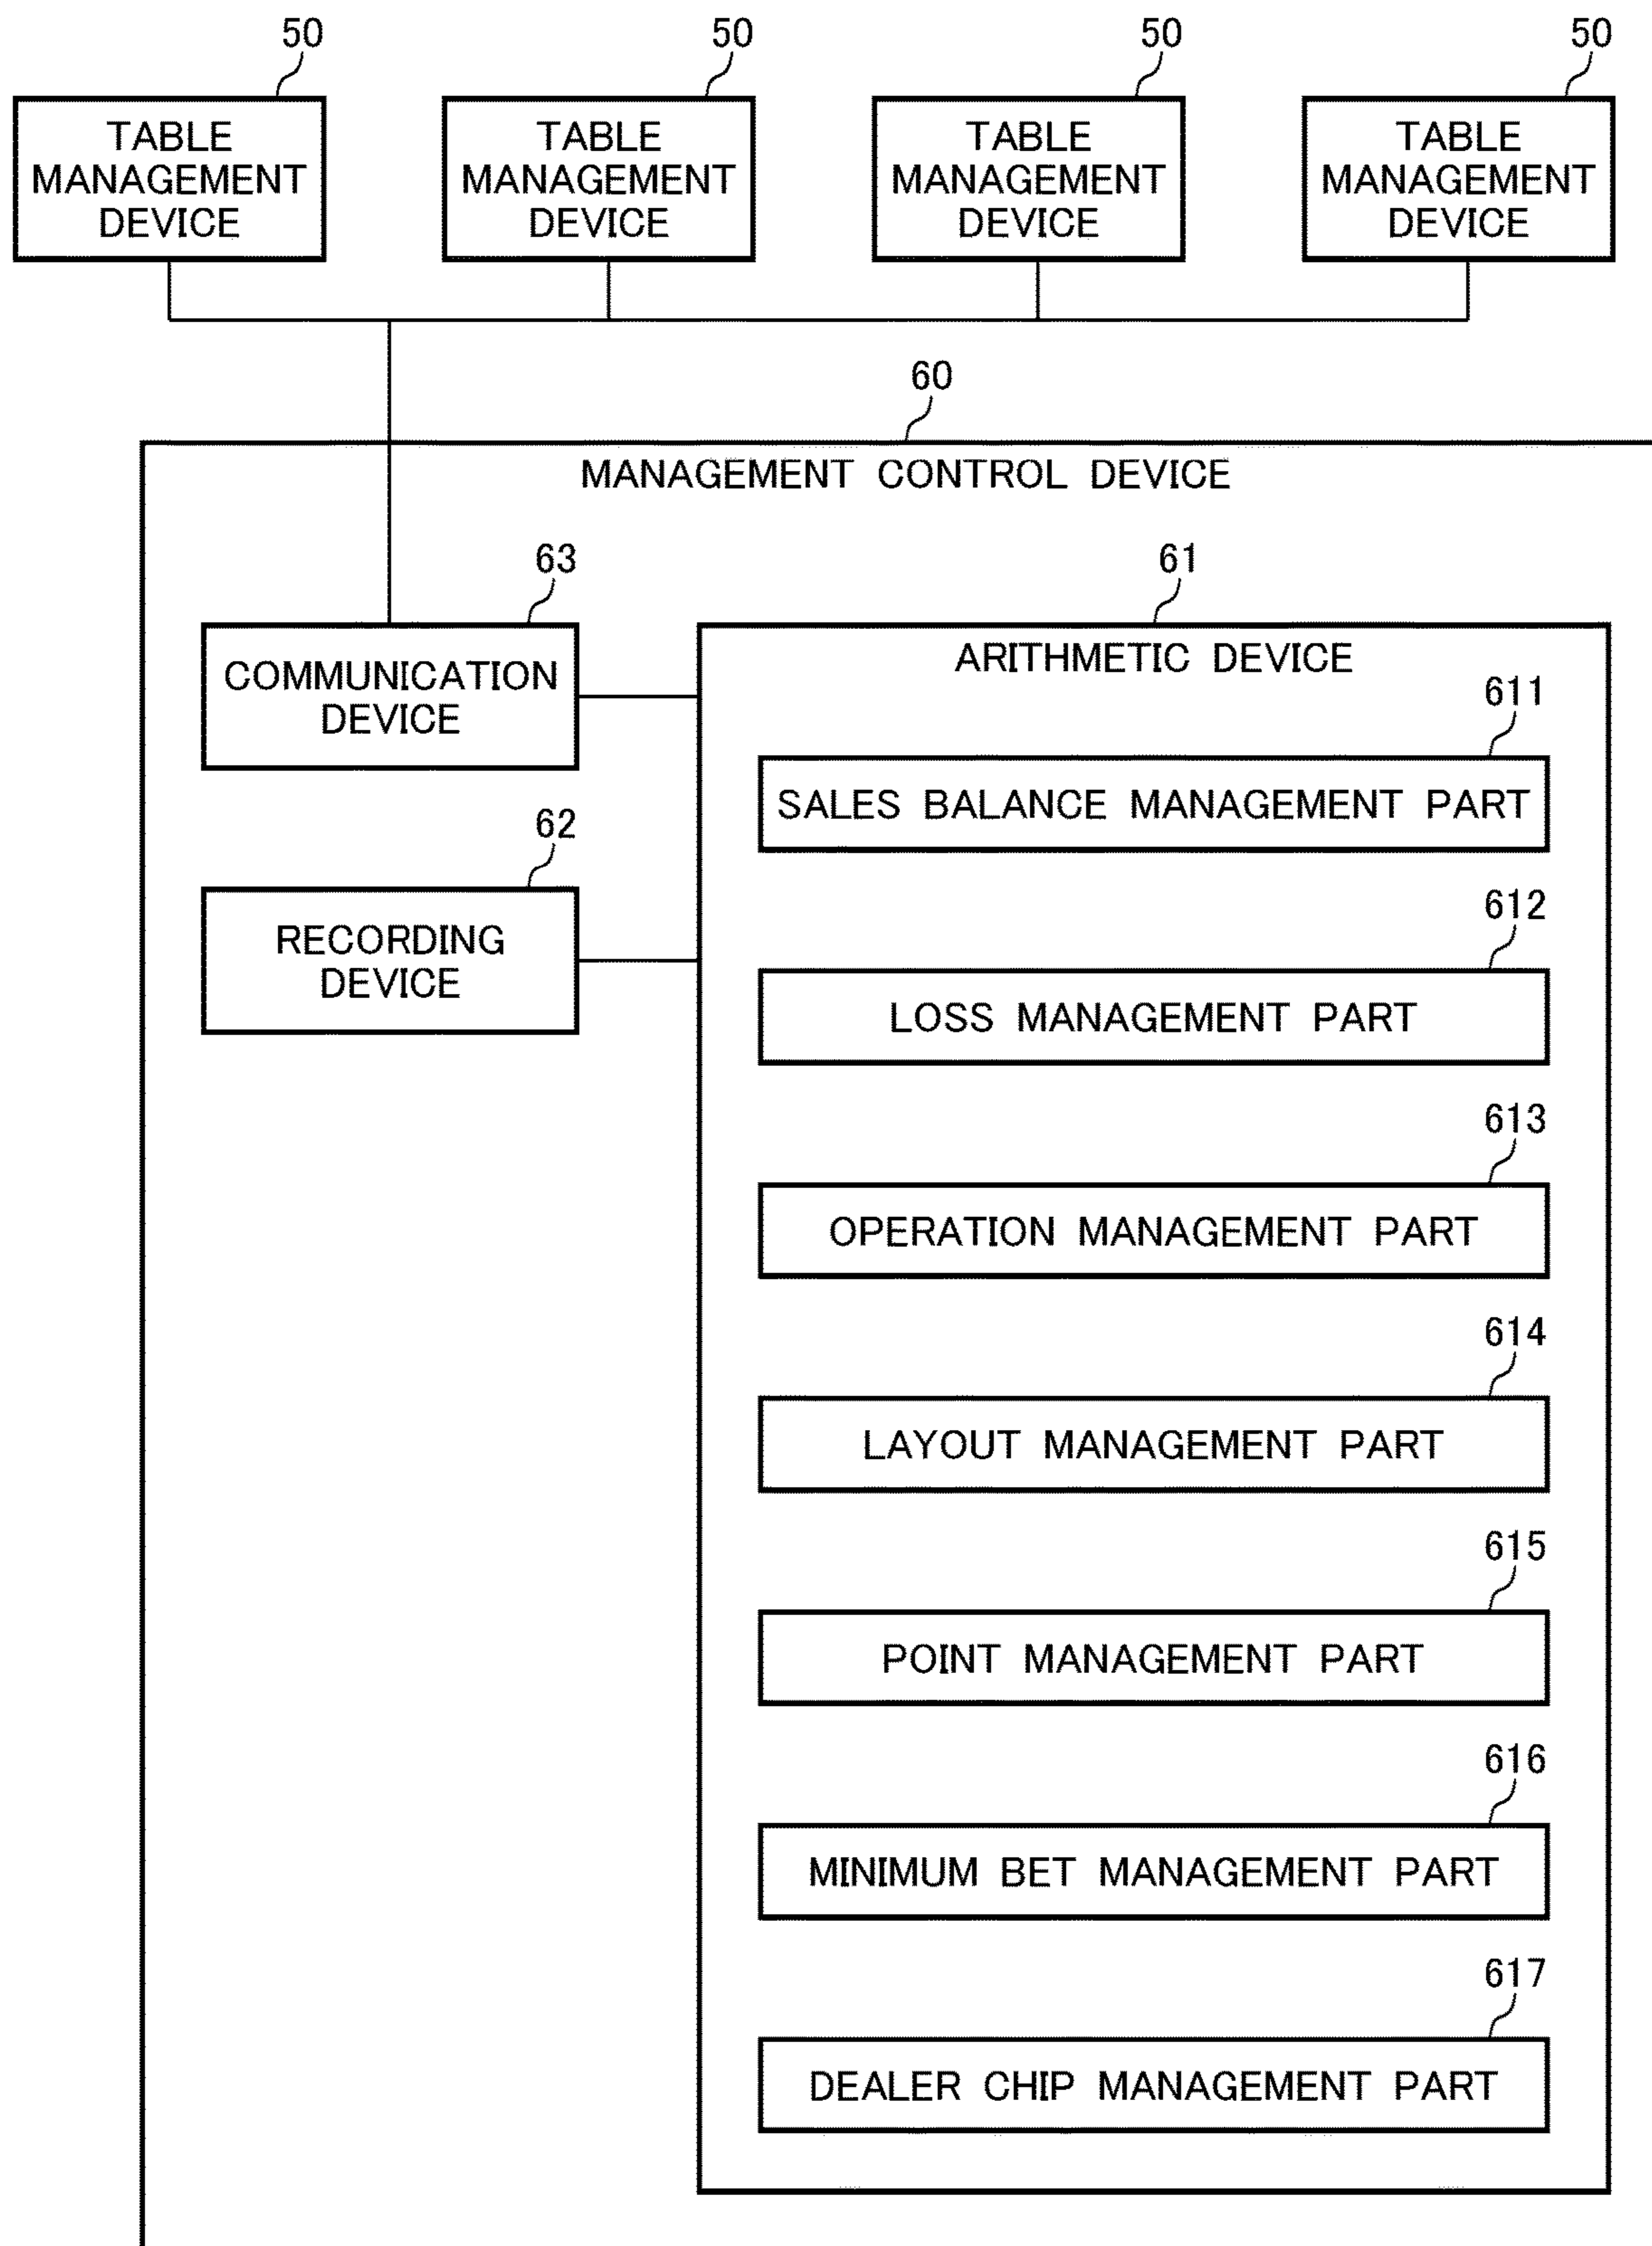 50
50
50
50
TABLE
MANAGEMENT
DEVICE
TABLE
MANAGEMENT
DEVICE
TABLE
MANAGEMENT
DEVICE
TABLE
MANAGEMENT
DEVICE
60
MANAGEMENT CONTROL DEVICE
63
COMMUNICATION
DEVICE
62
RECORDING
DEVICE
61
ARITHMETIC DEVICE
611
SALES BALANCE MANAGEMENT PART
612
LOSS MANAGEMENT PART
613
OPERATION MANAGEMENT PART
614
LAYOUT MANAGEMENT PART
615
POINT MANAGEMENT PART
616
MINIMUM BET MANAGEMENT PART
617
DEALER CHIP MANAGEMENT PART